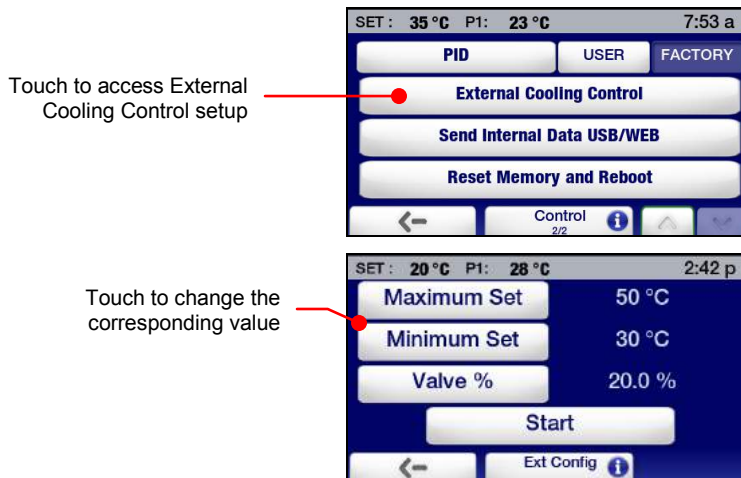 SET : 35 °C P1: 23 °C 7:53 a
PID USER FACTORY
Touch to access External
Cooling Control setup
External Cooling Control
Send Internal Data USB/WEB
Reset Memory and Reboot
Control
2/2
SET : 20 °C P1: 28 °C 2:42 p
Touch to change the
corresponding value
Maximum Set 50 °C
Minimum Set 30 °C
Valve % 20.0 %
Start
Ext Config